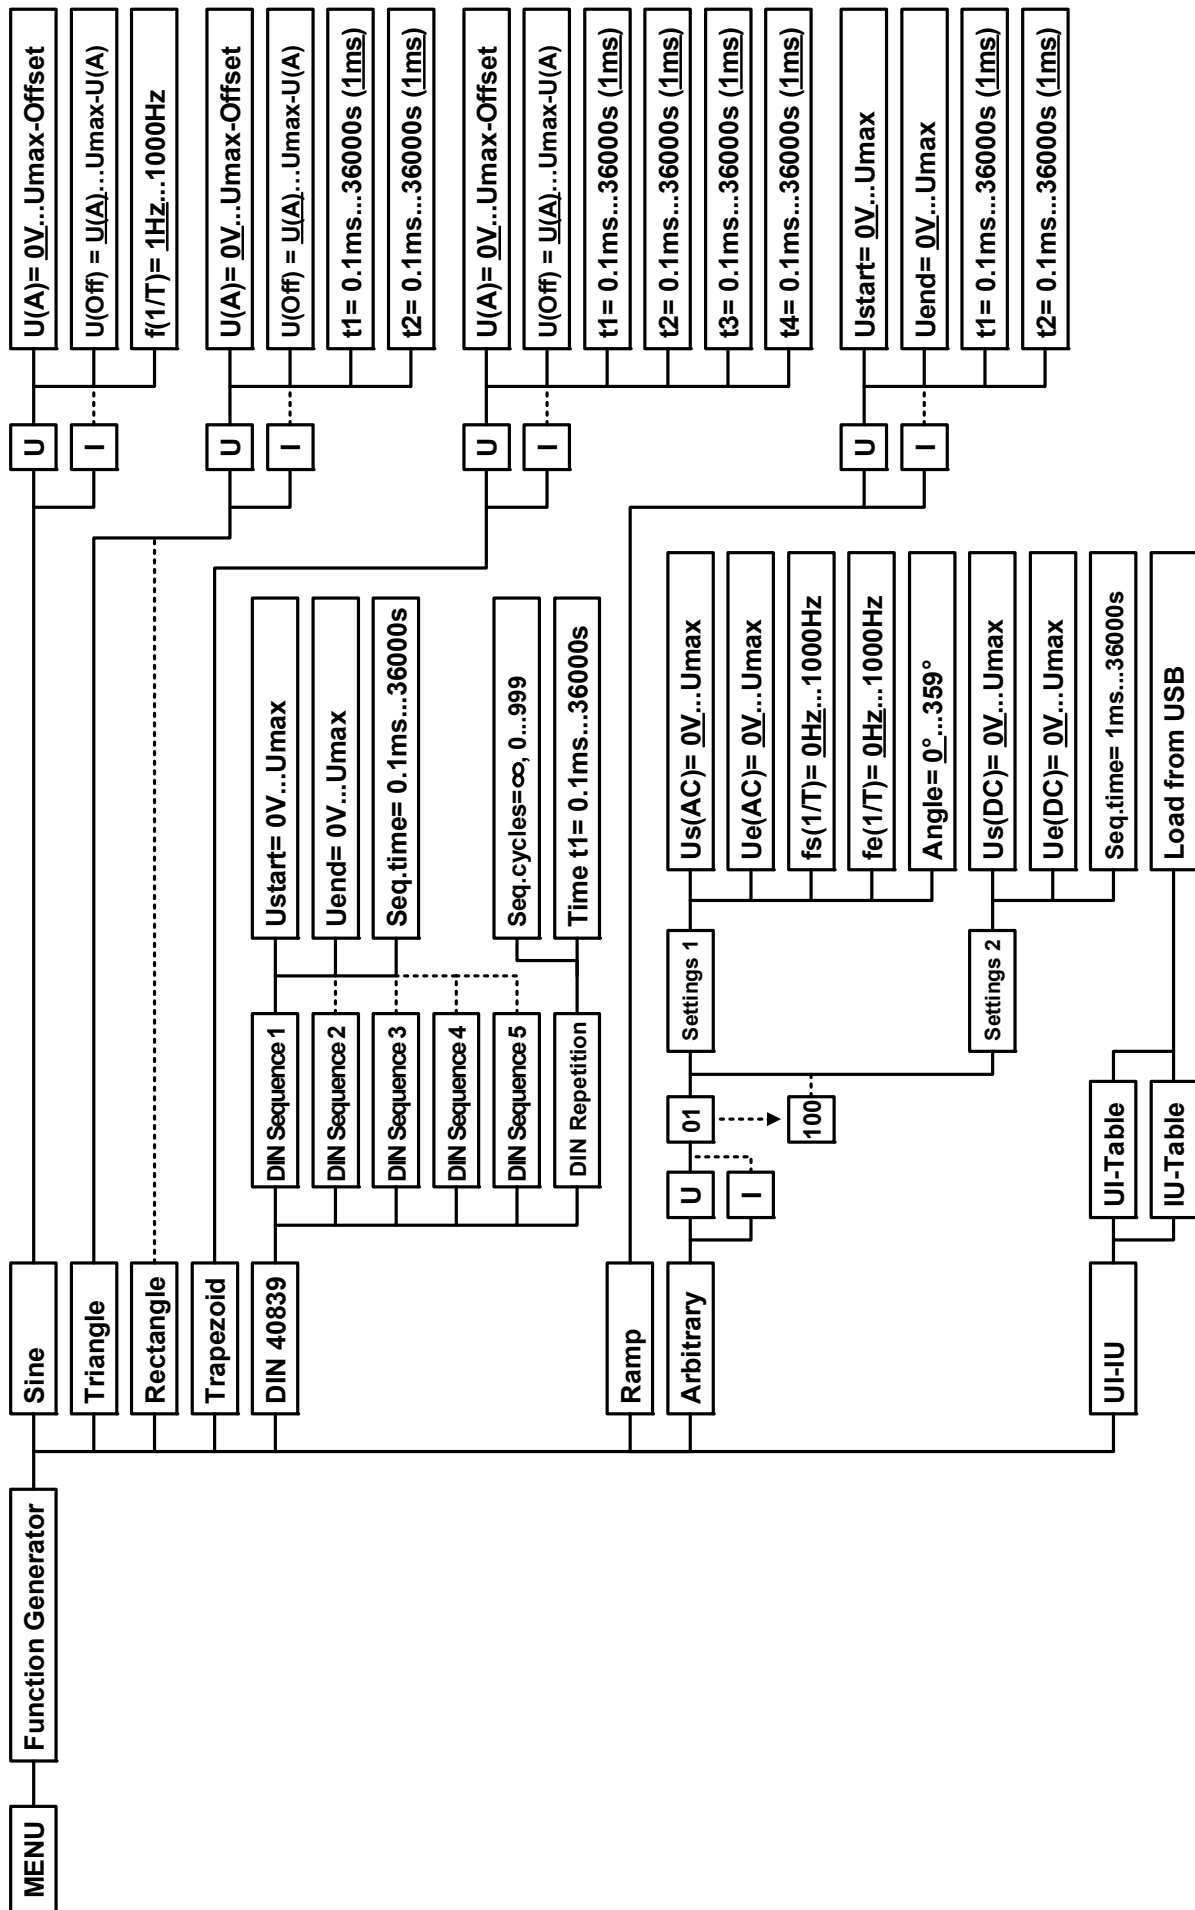 MENU
Function Generator
Sine
U
U(A)= 0V...Umax-Offset
I
U(Off) = U(A)...Umax-U(A)
f(1/T)= 1Hz...1000Hz
Triangle
Rectangle
U
U(A)= 0V...Umax-Offset
I
U(Off) = U(A)...Umax-U(A)
t1= 0.1ms...36000s (1ms)
t2= 0.1ms...36000s (1ms)
Trapezoid
U
U(A)= 0V...Umax-Offset
I
U(Off) = U(A)...Umax-U(A)
t1= 0.1ms...36000s (1ms)
t2= 0.1ms...36000s (1ms)
t3= 0.1ms...36000s (1ms)
t4= 0.1ms...36000s (1ms)
DIN 40839
DIN Sequence 1
Ustart= 0V...Umax
DIN Sequence 2
Uend= 0V...Umax
DIN Sequence 3
Seq.time= 0.1ms...36000s
DIN Sequence 4
DIN Sequence 5
Seq.cycles=∞, 0...999
DIN Repetition
Time t1= 0.1ms...36000s
Ramp
U
Ustart= 0V...Umax
I
Uend= 0V...Umax
t1= 0.1ms...36000s (1ms)
t2= 0.1ms...36000s (1ms)
Arbitrary
U
I
01
100
Settings 1
Us(AC)= 0V...Umax
Ue(AC)= 0V...Umax
fs(1/T)= 0Hz...1000Hz
fe(1/T)= 0Hz...1000Hz
Angle= 0°...359°
Settings 2
Us(DC)= 0V...Umax
Ue(DC)= 0V...Umax
Seq.time= 1ms...36000s
UI-IU
UI-Table
IU-Table
Load from USB